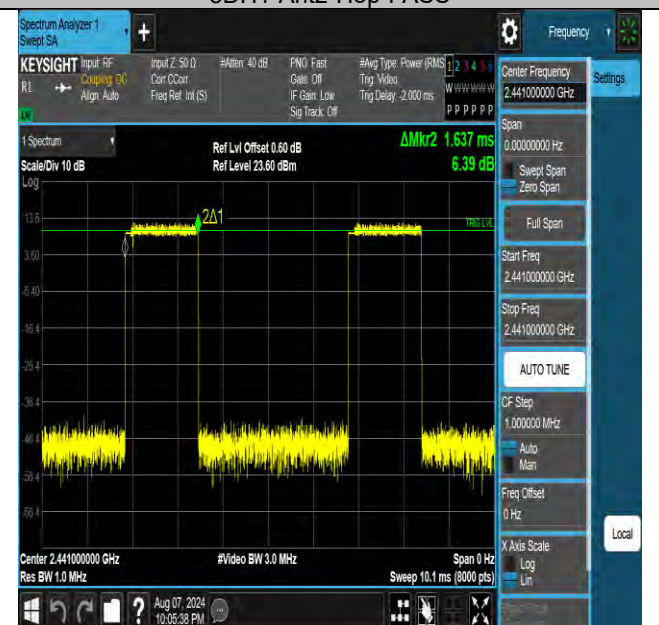 3DH1 Ant2 Hop PASS
Spectrum Analyzer 1
Swept SA
+
Frequency
KEYSIGHT
RL
Input: RF
Coupling: DC
Align: Auto
Input Z: 50 Ω
Corr CCorr
Freq Ref: Int (S)
#Atten: 40 dB
PNO: Fast
Gate: Off
IF Gain: Low
Sig Track: Off
#Avg Type: Power (RMS
Trig: Video
Trig Delay: -2.000 ms
1 2 3 4 5 6
W W W W W W
P P P P P P
Center Frequency
2.441000000 GHz
Settings
1 Spectrum
Scale/Div 10 dB
Log
Ref Lvl Offset 0.60 dB
Ref Level 23.60 dBm
ΔMkr2 1.637 ms
6.39 dB
Span
0.00000000 Hz
Swept Span
Zero Span
Full Span
13.6
2Δ1
TRIG LVL
3.60
-6.40
-16.4
-26.4
-36.4
-46.4
-56.4
-66.4
Start Freq
2.441000000 GHz
Stop Freq
2.441000000 GHz
AUTO TUNE
CF Step
1.000000 MHz
Auto
Man
Freq Offset
0 Hz
X Axis Scale
Log
Lin
Local
Center 2.441000000 GHz
Res BW 1.0 MHz
#Video BW 3.0 MHz
Span 0 Hz
Sweep 10.1 ms (8000 pts)
?
Aug 07, 2024
10:05:38 PM